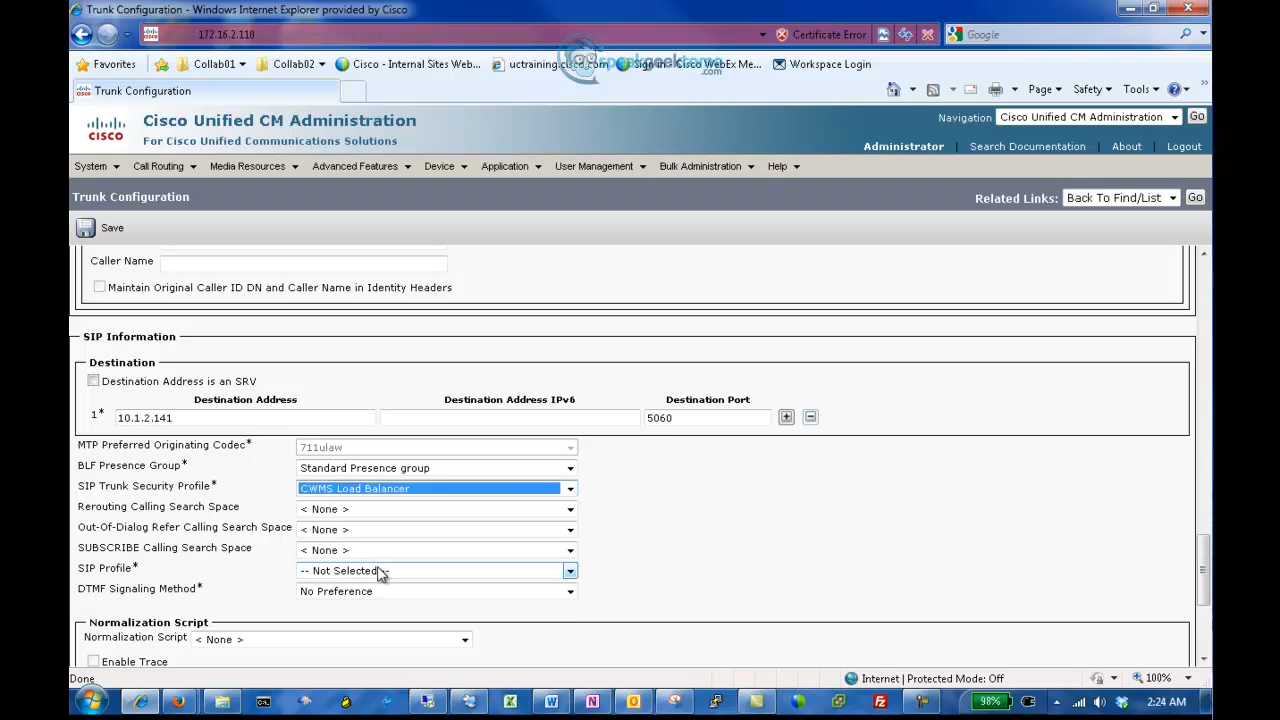 Trunk Configuration - Windows Internet Explorer provided by Cisco
172.16.2.110
Certificate Error
Google
Favorites
Collab01
Collab02
Cisco - Internal Sites Web...
uctraining.cisco.com
Sign In - Cisco WebEx Me...
Workspace Login
speakgeektome
.com
Trunk Configuration
Page
Safety
Tools
CISCO
Cisco Unified CM Administration
For Cisco Unified Communications Solutions
Navigation Cisco Unified CM Administration Go
Administrator | Search Documentation | About | Logout
System Call Routing Media Resources Advanced Features Device Application User Management Bulk Administration Help
Trunk Configuration
Related Links: Back To Find/List Go
Save
Caller Name
Maintain Original Caller ID DN and Caller Name in Identity Headers
SIP Information
Destination
Destination Address is an SRV
Destination Address Destination Address IPv6 Destination Port
1* 10.1.2.141 5060
MTP Preferred Originating Codec* 711ulaw
BLF Presence Group* Standard Presence group
SIP Trunk Security Profile* CWMS Load Balancer
Rerouting Calling Search Space < None >
Out-Of-Dialog Refer Calling Search Space < None >
SUBSCRIBE Calling Search Space < None >
SIP Profile* -- Not Selected --
DTMF Signaling Method* No Preference
Normalization Script
Normalization Script < None >
Enable Trace
Done
Internet | Protected Mode: Off
100%
98%
2:24 AM